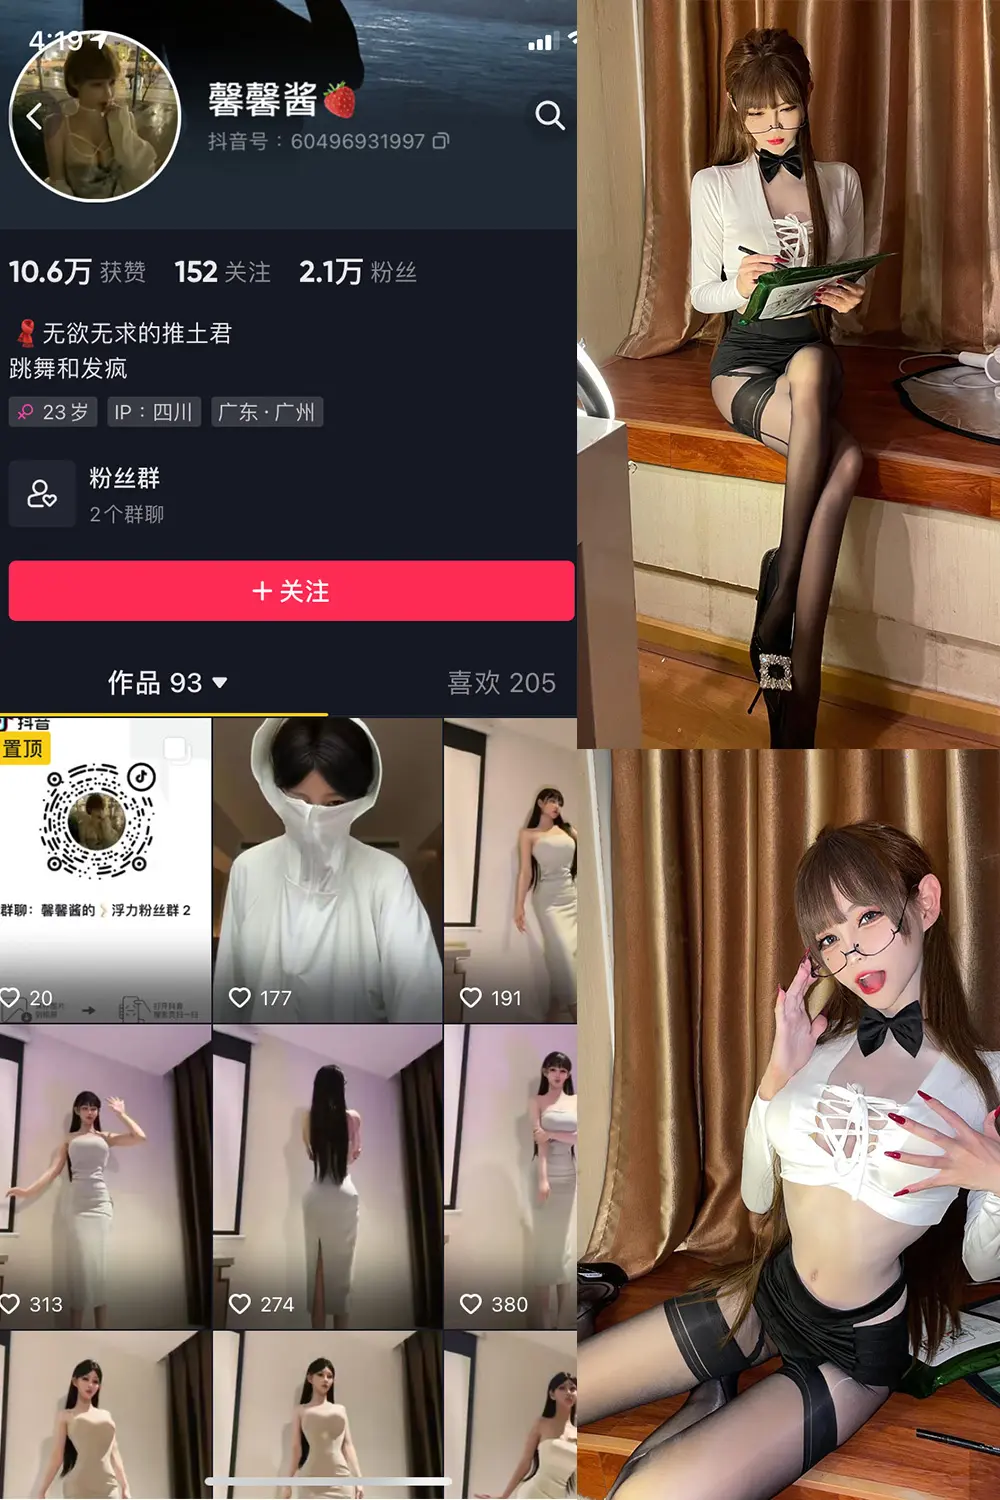 4:19
馨馨酱🍓
抖音号：60496931997
10.6万 获赞 152 关注 2.1万 粉丝
无欲无求的推土君
跳舞和发疯
23岁 IP：四川 广东·广州
粉丝群
2个群聊
+ 关注
作品 93 喜欢 205
抖音
置顶
群聊：馨馨酱的 浮力粉丝群 2
20
177
191
313
274
380